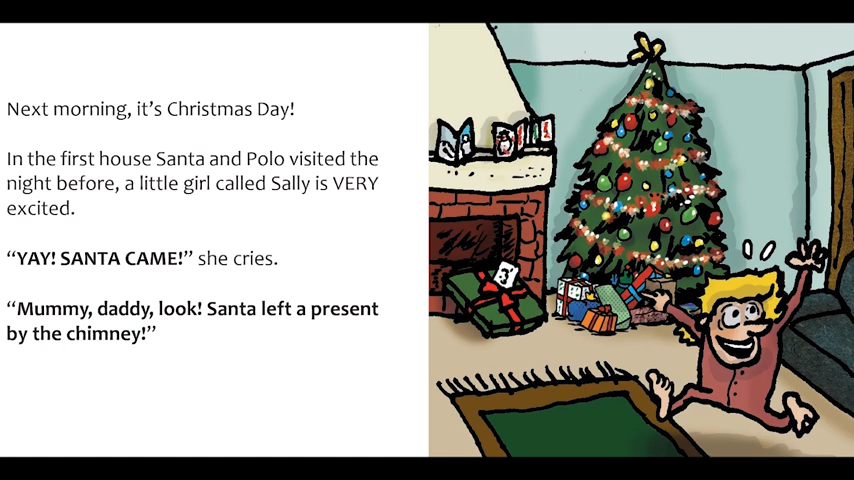 Next morning, it’s Christmas Day!
In the first house Santa and Polo visited the
night before, a little girl called Sally is VERY
excited.
“YAY! SANTA CAME!” she cries.
“Mummy, daddy, look! Santa left a present
by the chimney!”